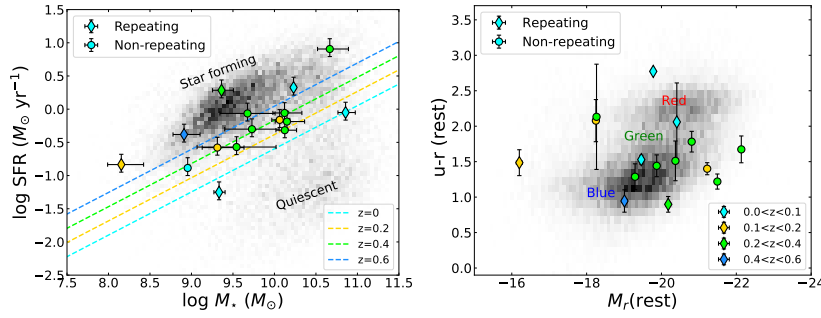 Repeating
Non-repeating
Star forming
Quiescent
z=0
z=0.2
z=0.4
z=0.6
log SFR (M⊙ yr⁻¹)
1.5
1.0
0.5
0.0
−0.5
−1.0
−1.5
−2.0
−2.5
7.5 8.0 8.5 9.0 9.5 10.0 10.5 11.0 11.5
log M⋆ (M⊙)
Repeating
Non-repeating
Red
Green
Blue
0.0<z<0.1
0.1<z<0.2
0.2<z<0.4
0.4<z<0.6
u-r (rest)
3.5
3.0
2.5
2.0
1.5
1.0
0.5
0.0
−16 −18 −20 −22 −24
Mr(rest)